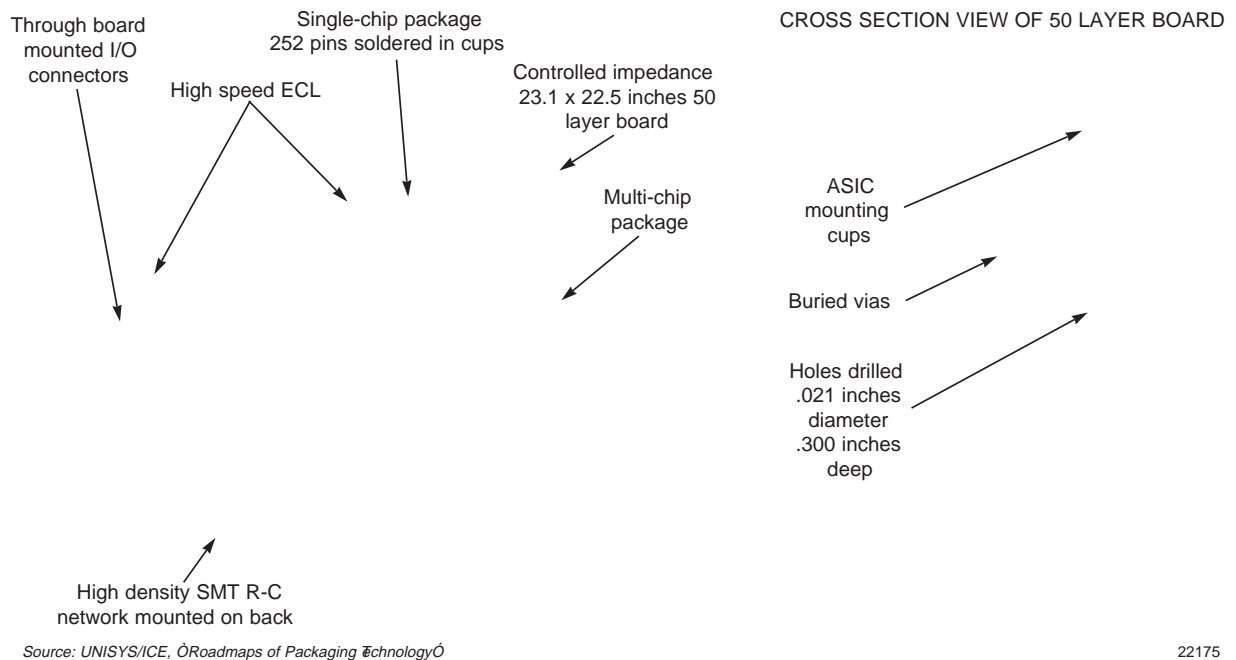 Through board
mounted I/O
connectors
High speed ECL
Single-chip package
252 pins soldered in cups
Controlled impedance
23.1 x 22.5 inches 50
layer board
Multi-chip
package
High density SMT R-C
network mounted on back
CROSS SECTION VIEW OF 50 LAYER BOARD
ASIC
mounting
cups
Buried vias
Holes drilled
.021 inches
diameter
.300 inches
deep
Source: UNISYS/ICE, ÒRoadmaps of Packaging TechnologyÓ
22175